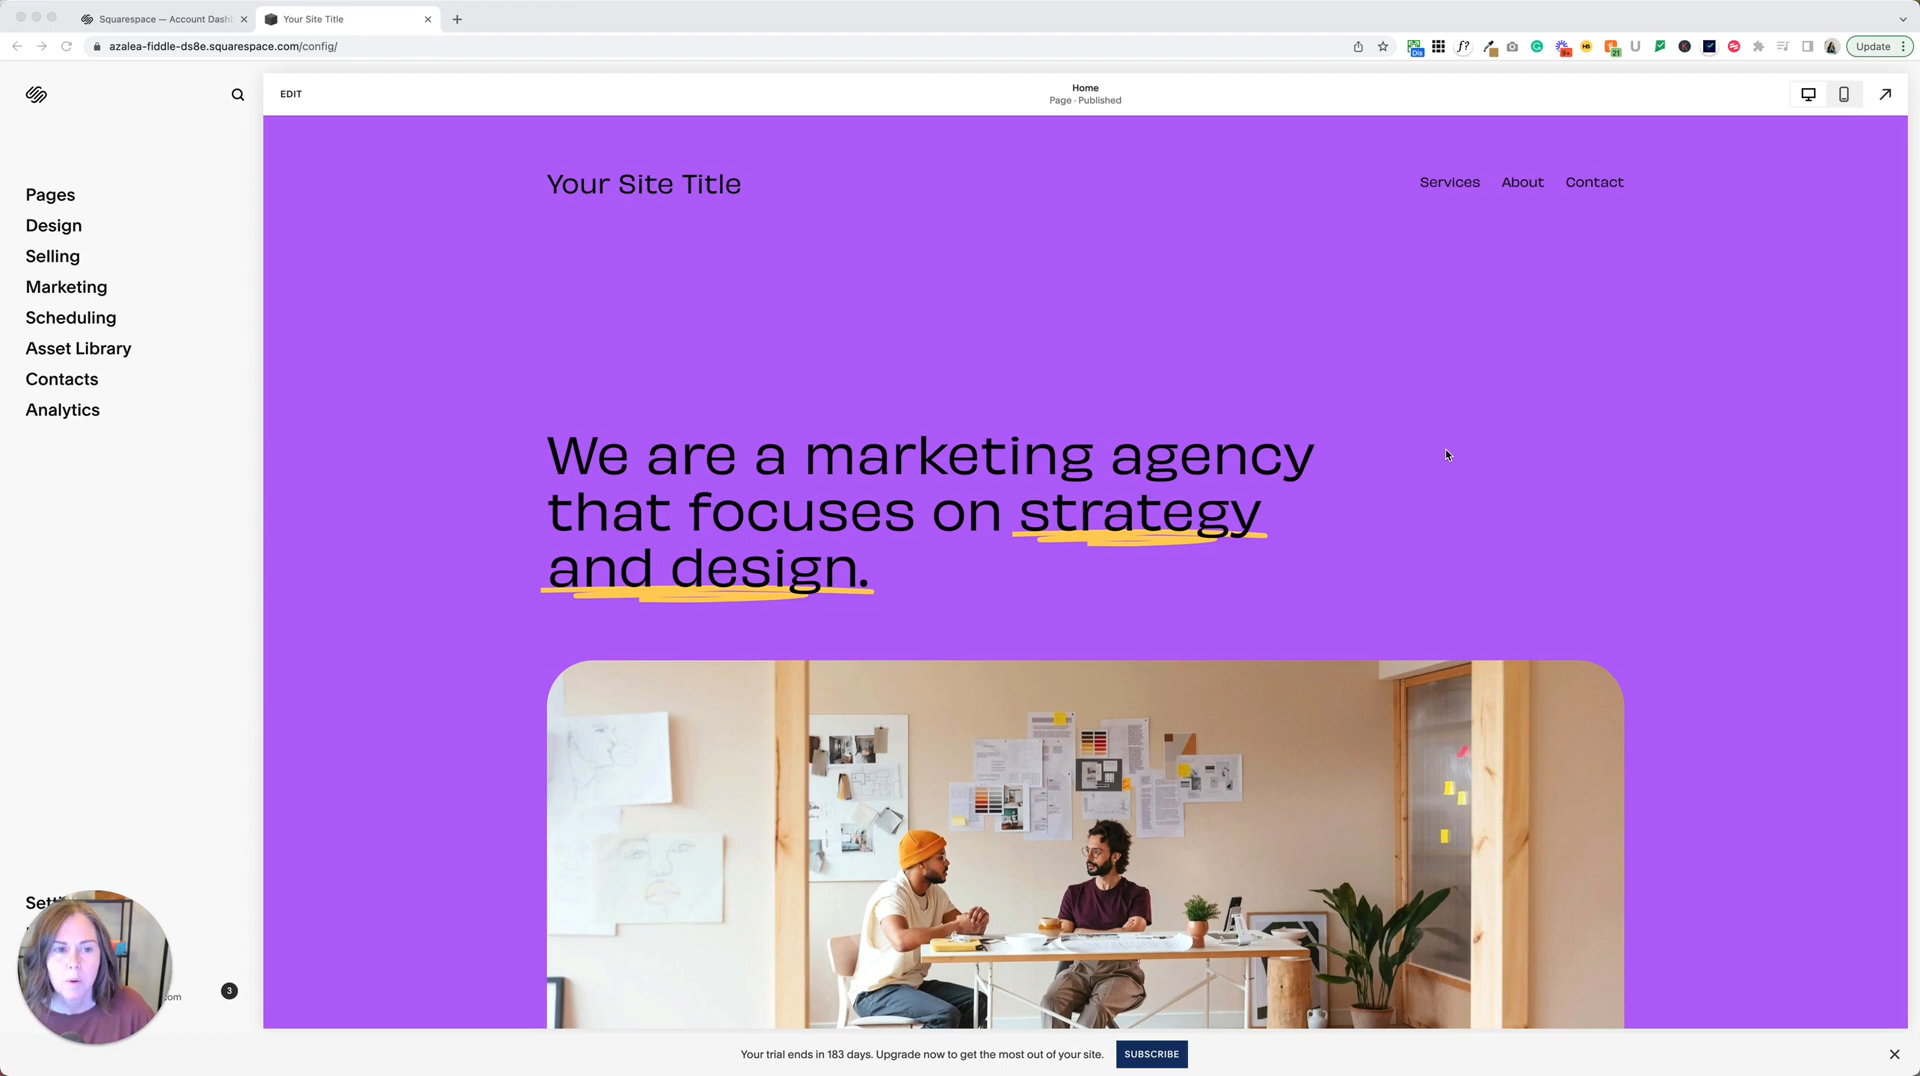 Squarespace — Account Dash
Your Site Title
azalea-fiddle-ds8e.squarespace.com/config/
Update
EDIT
Home
Page · Published
Pages
Design
Selling
Marketing
Scheduling
Asset Library
Contacts
Analytics
Your Site Title
Services
About
Contact
We are a marketing agency
that focuses on strategy
and design.
.com
3
Your trial ends in 183 days. Upgrade now to get the most out of your site.
SUBSCRIBE